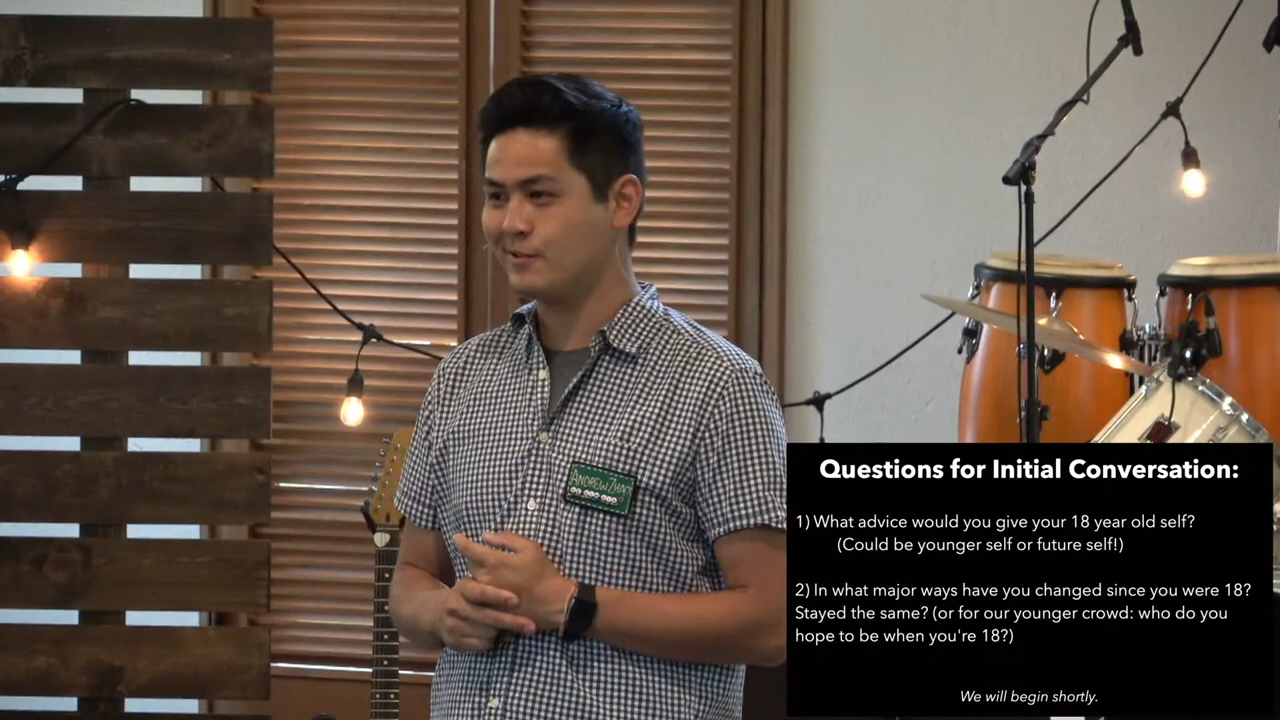 ANDREW ZHAO
Questions for Initial Conversation:
1) What advice would you give your 18 year old self?
(Could be younger self or future self!)
2) In what major ways have you changed since you were 18?
Stayed the same? (or for our younger crowd: who do you
hope to be when you're 18?)
We will begin shortly.